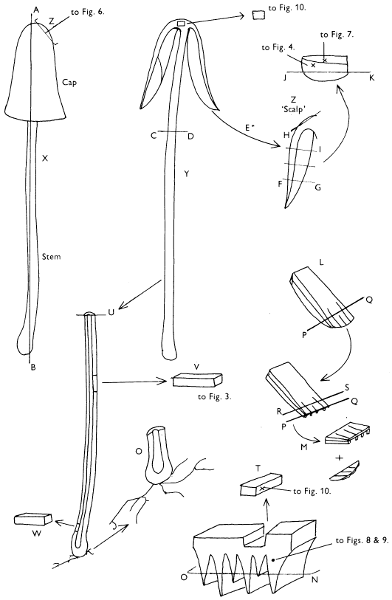 A
Z
to Fig. 6.
Cap
X
Stem
B
to Fig. 10.
C
D
Y
E"
to Fig. 7.
to Fig. 4.
J
K
Z
'Scalp'
H
I
F
G
L
P
Q
S
R
Q
P
M
+
U
V
to Fig. 3.
O
W
T
to Fig. 10.
to Figs. 8 & 9.
O
N